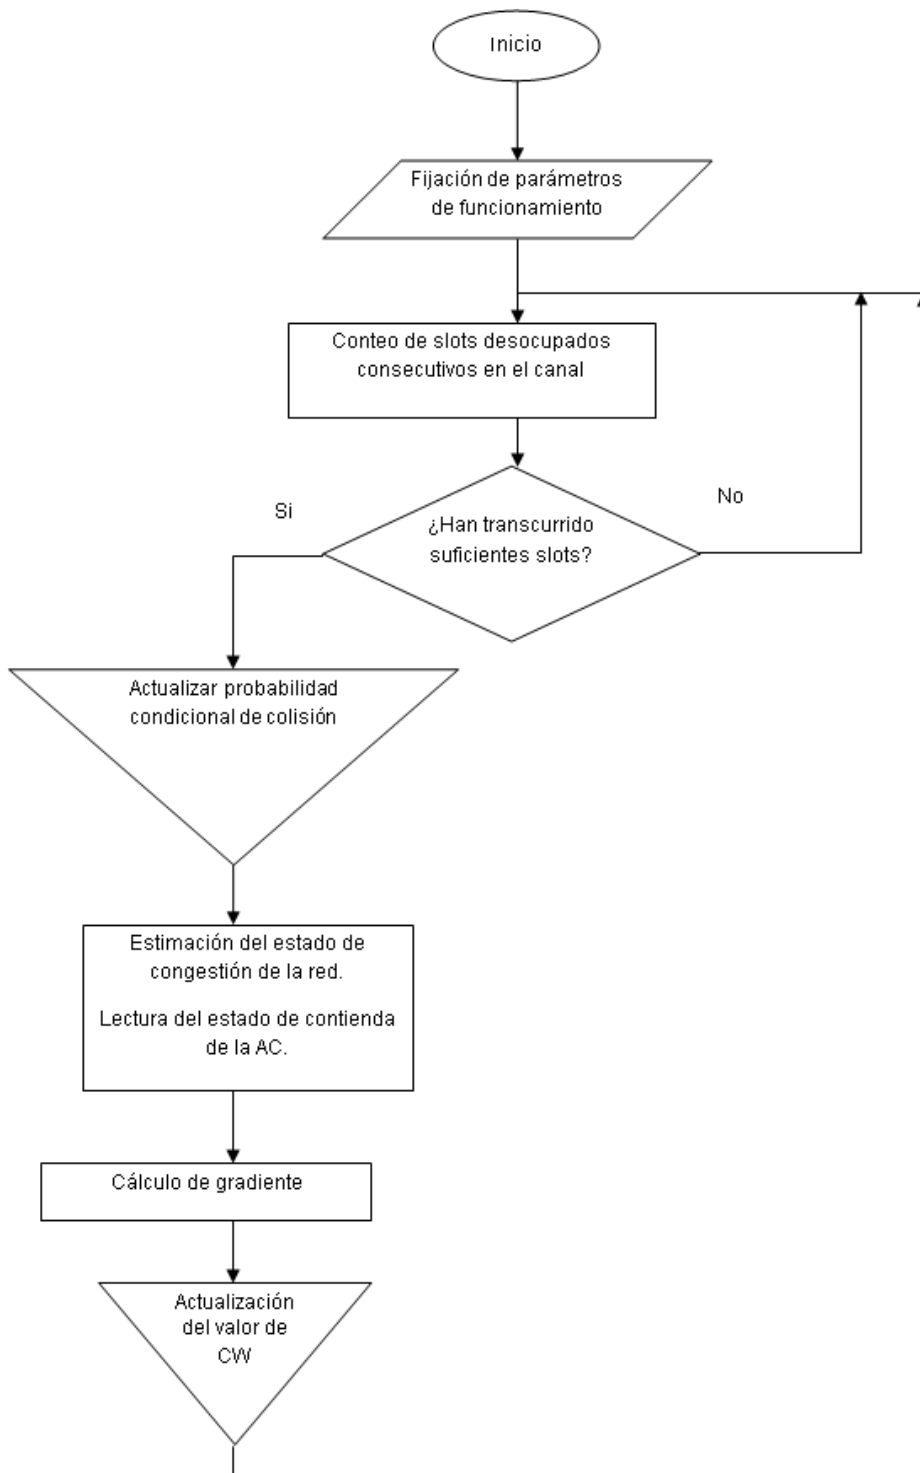 Inicio
Fijación de parámetros
de funcionamiento
Conteo de slots desocupados
consecutivos en el canal
Si
No
¿Han transcurrido
suficientes slots?
Actualizar probabilidad
condicional de colisión
Estimación del estado de
congestión de la red.
Lectura del estado de contienda
de la AC.
Cálculo de gradiente
Actualización
del valor de
CW